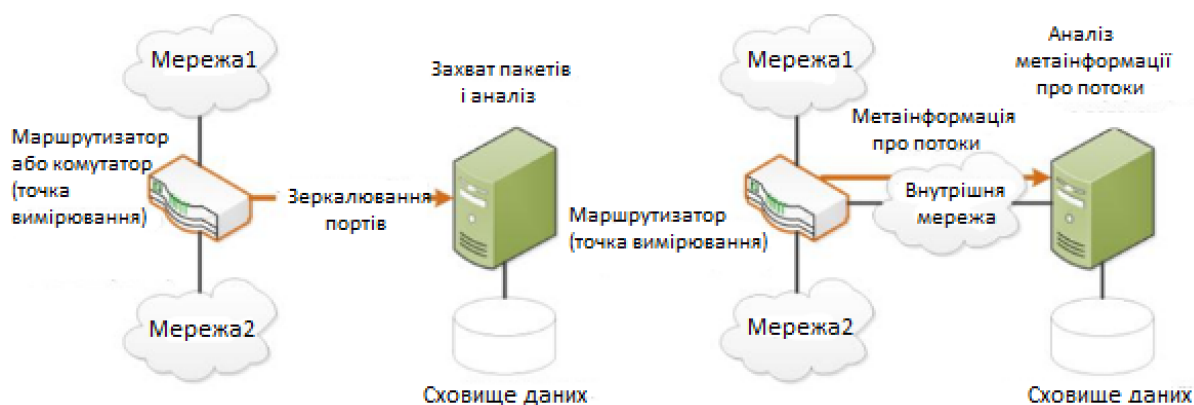 Мережа1
Захват пакетів
і аналіз
Маршрутизатор
або комутатор
(точка
вимірювання)
Зеркалювання
портів
Мережа2
Сховище даних
Мережа1
Аналіз
метаінформації
про потоки
Метаінформація
про потоки
Внутрішня
мережа
Маршрутизатор
(точка вимірювання)
Мережа2
Сховище даних